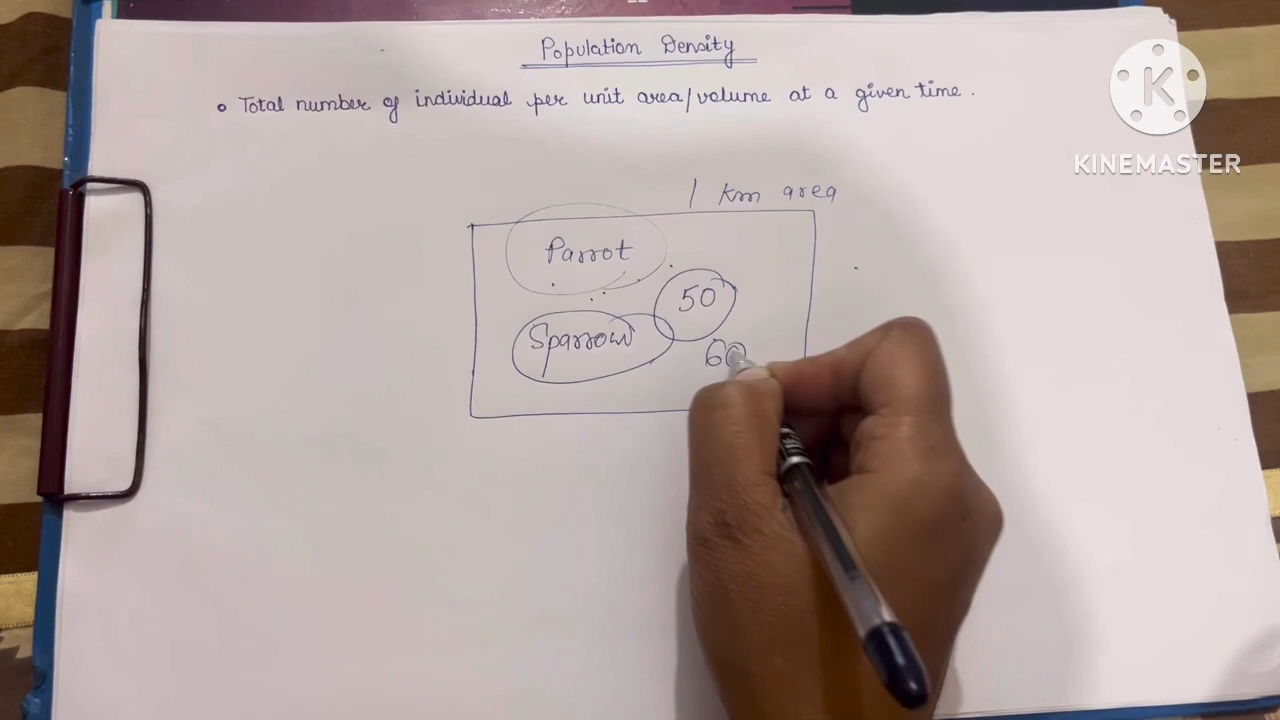 Population Density
Total number of individual per unit area/volume at a given time.
K
KINEMASTER
1 km area
Parrot
50
Sparrow
60